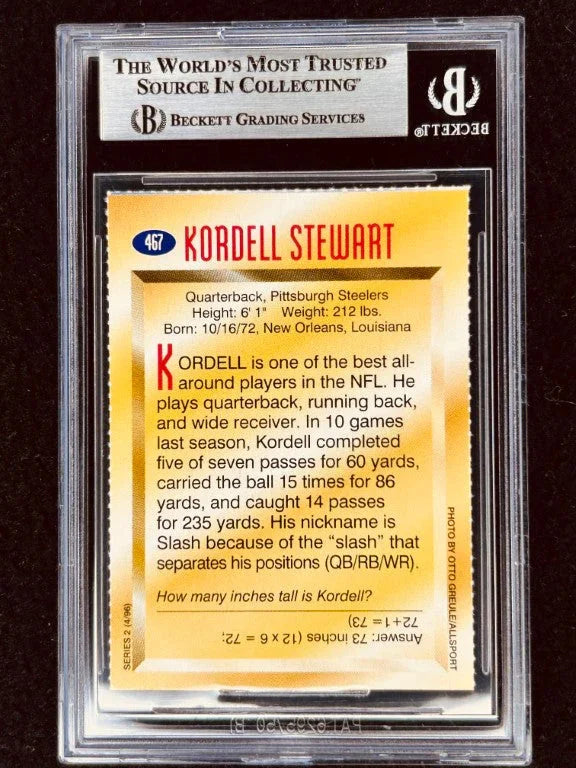 THE WORLD'S MOST TRUSTED
SOURCE IN COLLECTING™
B BECKETT GRADING SERVICES
B
BECKETT®
467 KORDELL STEWART
Quarterback, Pittsburgh Steelers
Height: 6' 1" Weight: 212 lbs.
Born: 10/16/72, New Orleans, Louisiana
KORDELL is one of the best all-
around players in the NFL. He
plays quarterback, running back,
and wide receiver. In 10 games
last season, Kordell completed
five of seven passes for 60 yards,
carried the ball 15 times for 86
yards, and caught 14 passes
for 235 yards. His nickname is
Slash because of the "slash" that
separates his positions (QB/RB/WR).
How many inches tall is Kordell?
Answer: 73 inches (12 x 6 = 72;
72+1= 73)
SERIES 2 (4/96)
PHOTO BY OTTO GREULE/ALLSPORT